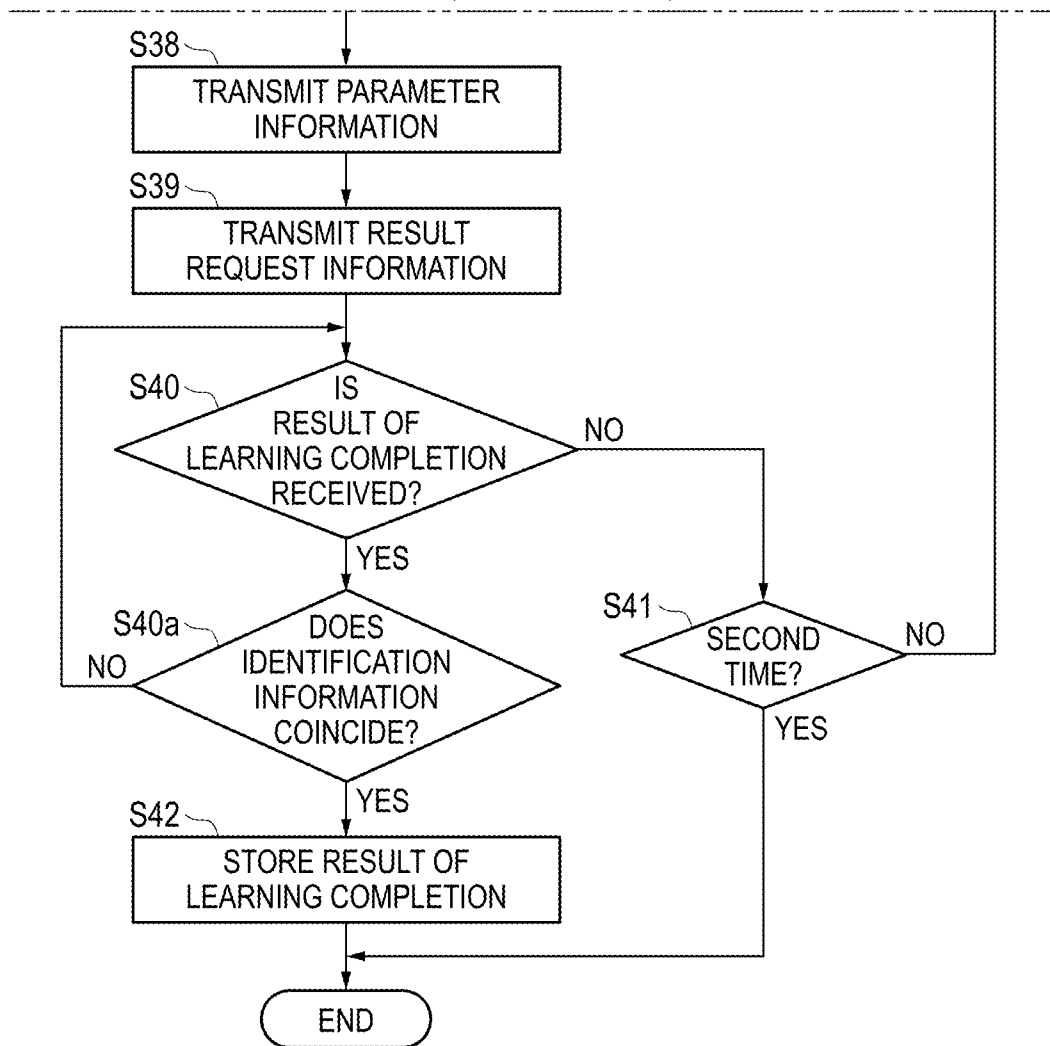 S38
TRANSMIT PARAMETER
INFORMATION
S39
TRANSMIT RESULT
REQUEST INFORMATION
S40
IS
RESULT OF
LEARNING COMPLETION
RECEIVED?
NO
YES
S40a
DOES
IDENTIFICATION
INFORMATION
COINCIDE?
NO
YES
S41
SECOND
TIME?
NO
YES
S42
STORE RESULT OF
LEARNING COMPLETION
END